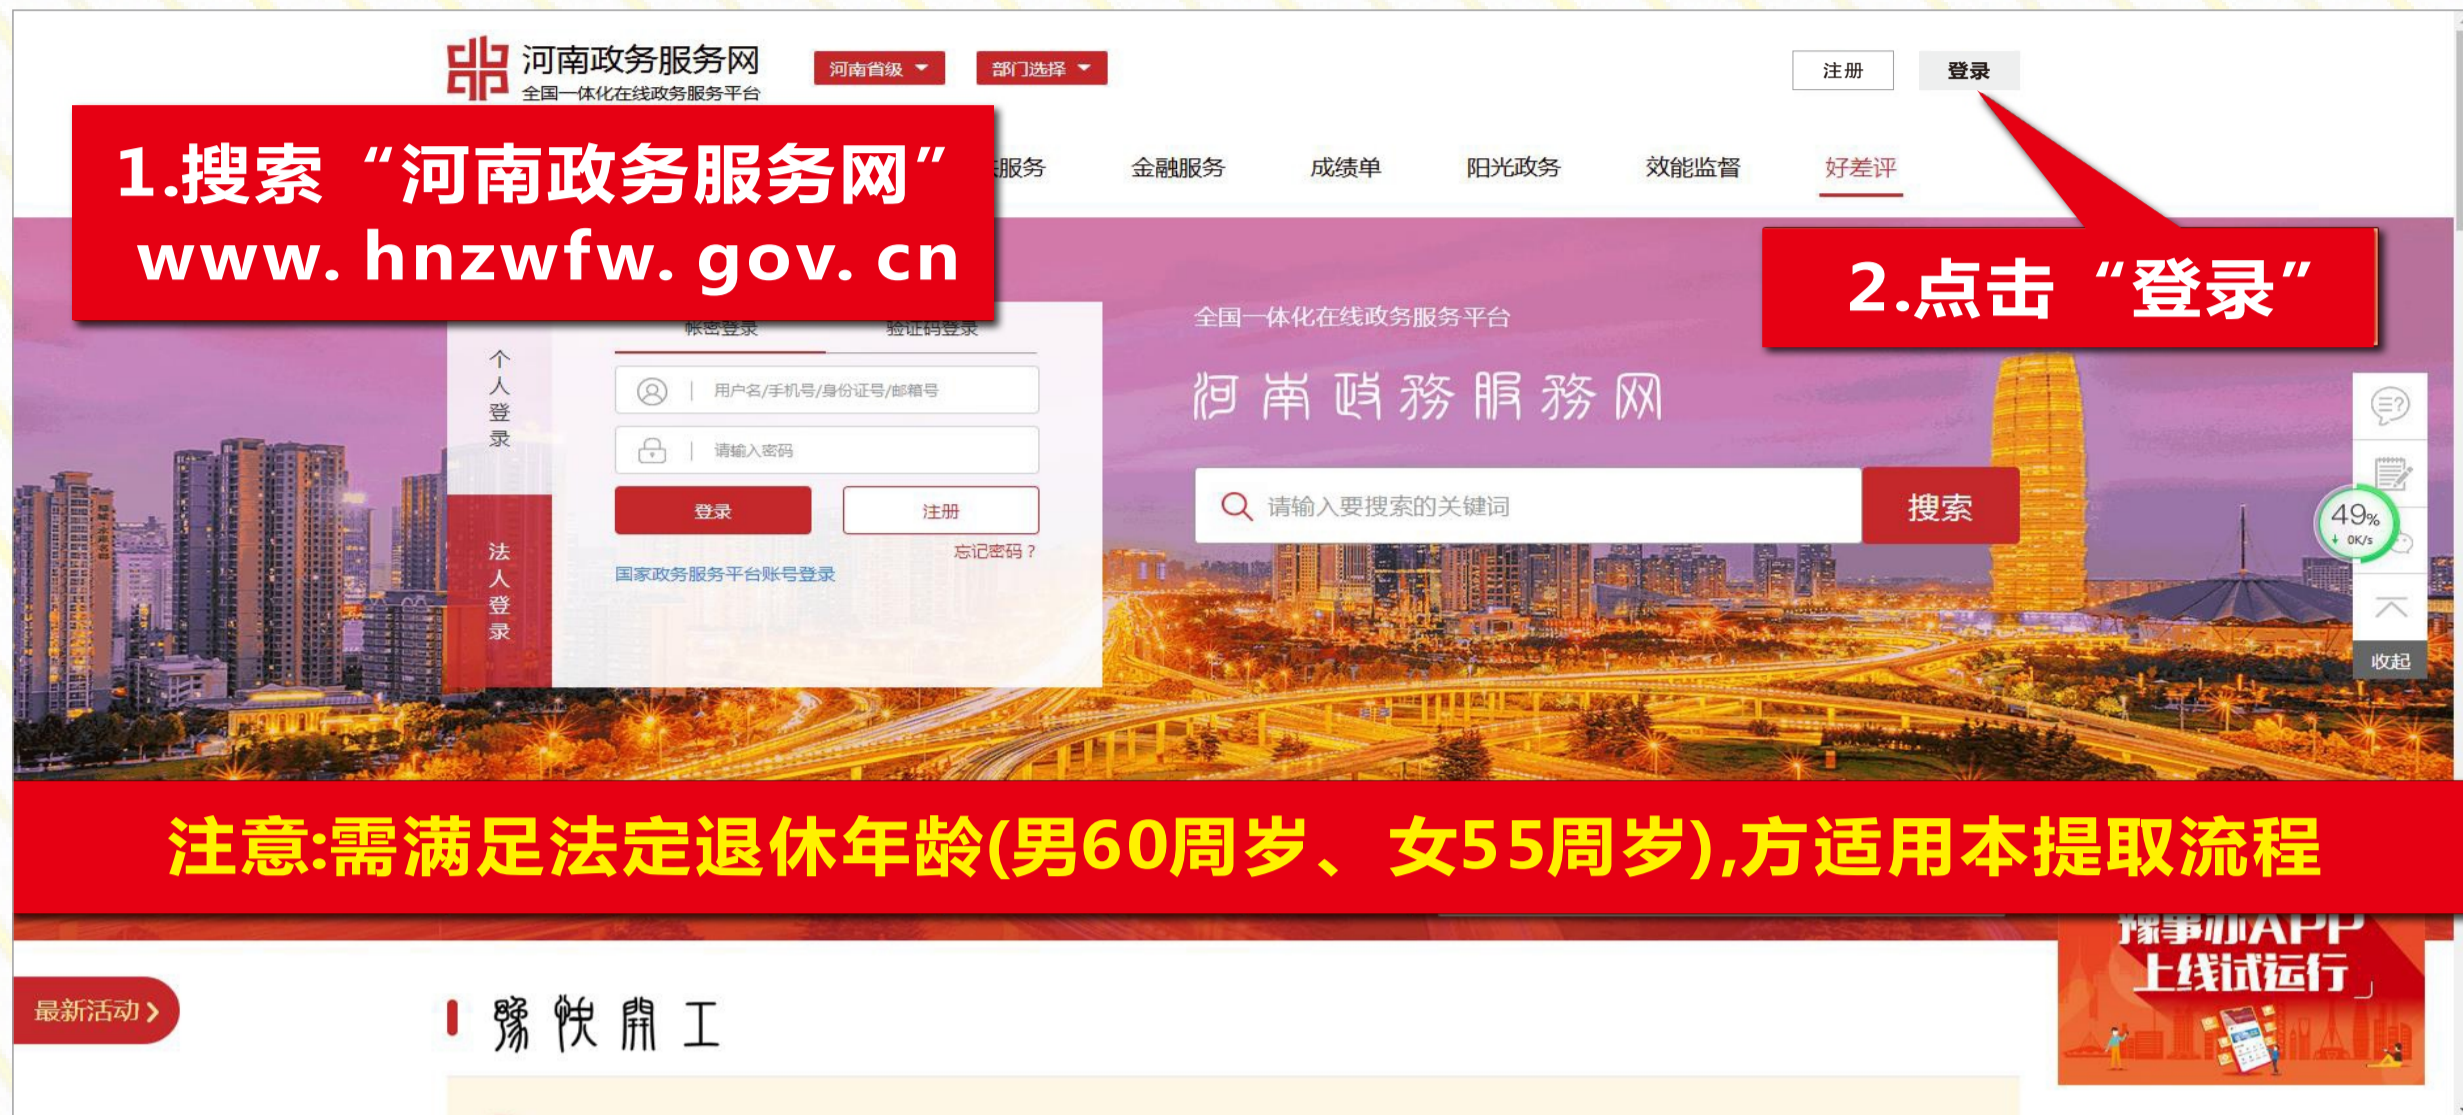 河南政务服务网
全国一体化在线政务服务平台
河南省级
部门选择
注册
登录
1.搜索“河南政务服务网”
www.hnzwfw.gov.cn
服务
金融服务
成绩单
阳光政务
效能监督
好差评
2.点击“登录”
帐密登录
验证码登录
个人登录
用户名/手机号/身份证号/邮箱号
请输入密码
登录
注册
忘记密码？
国家政务服务平台账号登录
法人登录
全国一体化在线政务服务平台
河南政務服務网
请输入要搜索的关键词
搜索
49%
↓ 0K/s
收起
注意:需满足法定退休年龄(男60周岁、女55周岁),方适用本提取流程
豫事办APP
上线试运行
最新活动
豫快開工